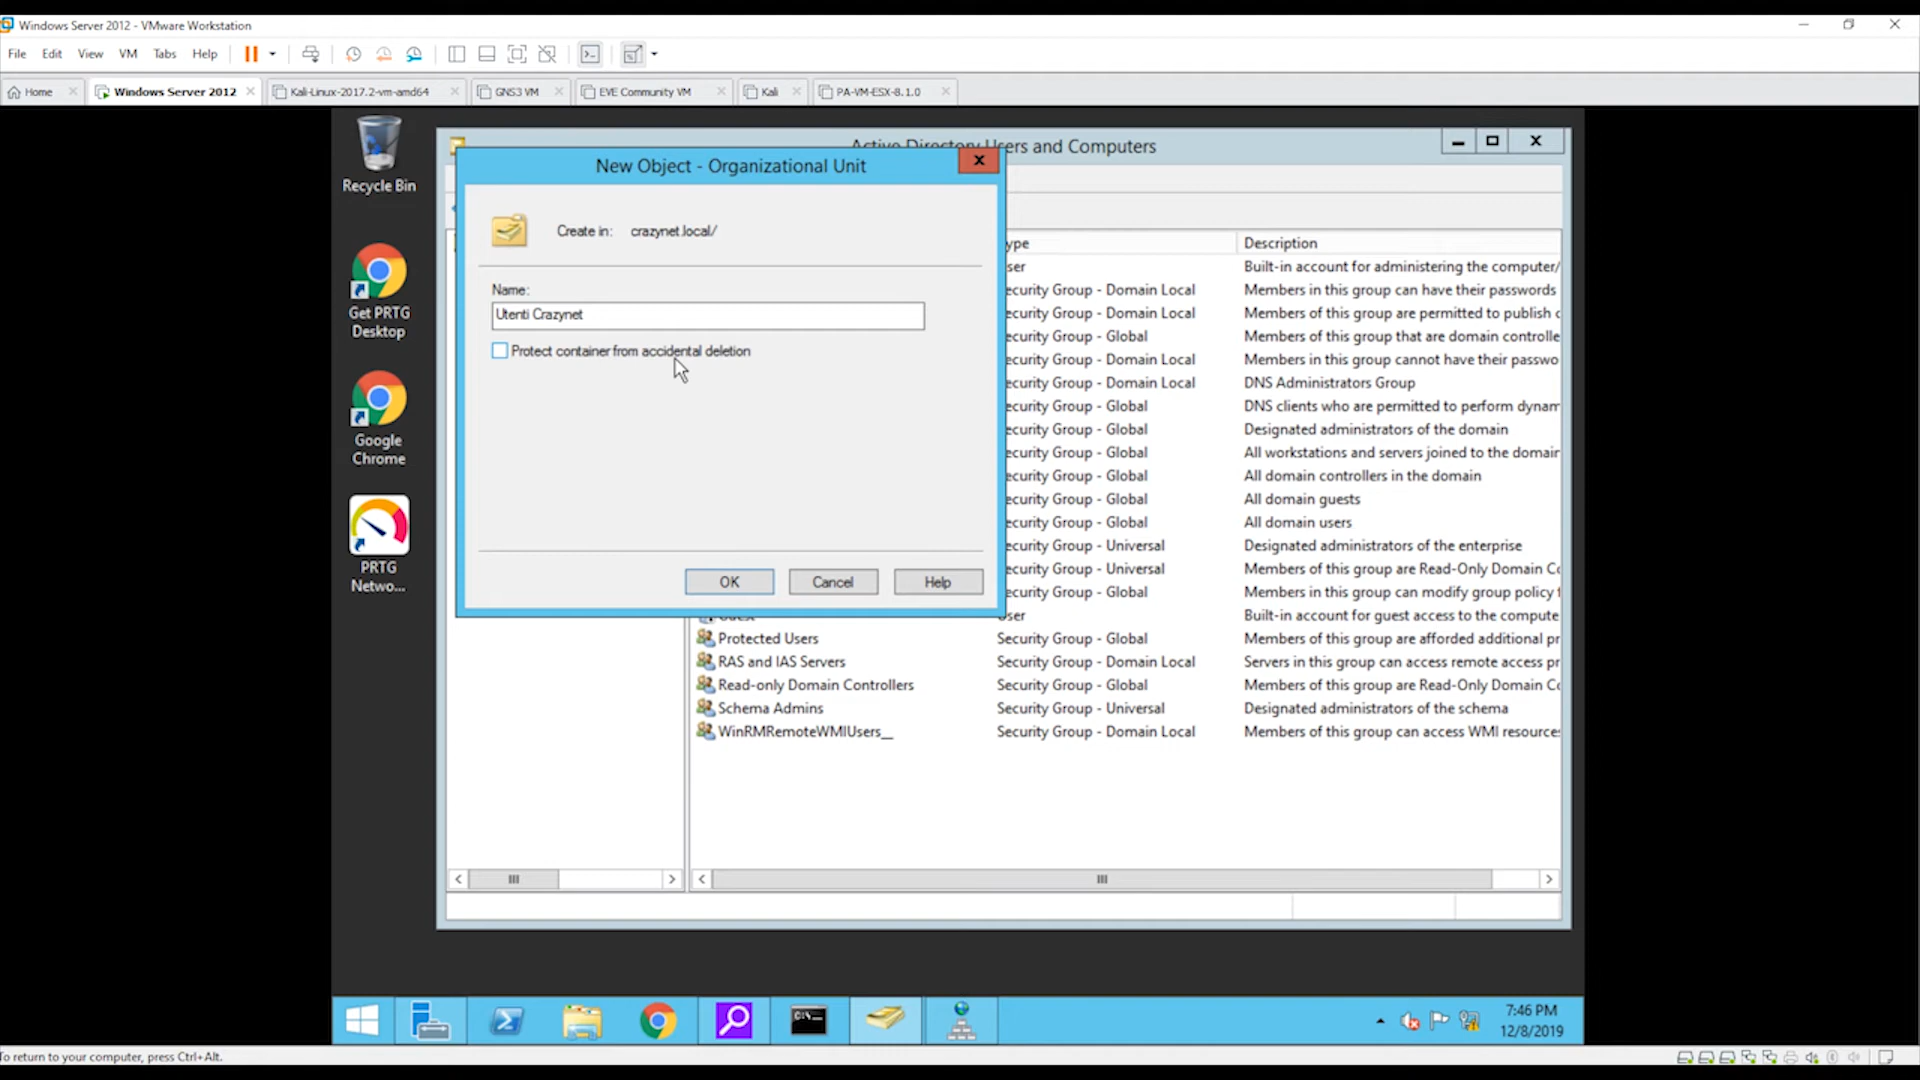 Windows Server 2012 - VMware Workstation
File Edit View VM Tabs Help
Home Windows Server 2012 Kali-Linux-2017.2-vm-amd64 GNS3 VM EVE Community VM Kali PA-VM-ESX-8.1.0
Recycle Bin
Get PRTG
Desktop
Google
Chrome
PRTG
Netwo...
Active Directory Users and Computers
New Object - Organizational Unit
Create in: crazynet.local/
Name:
Utenti Crazynet
Protect container from accidental deletion
OK Cancel Help
ype Description
ser Built-in account for administering the computer/
ecurity Group - Domain Local Members in this group can have their passwords
ecurity Group - Domain Local Members of this group are permitted to publish c
ecurity Group - Global Members of this group that are domain controlle
ecurity Group - Domain Local Members in this group cannot have their passwo
ecurity Group - Domain Local DNS Administrators Group
ecurity Group - Global DNS clients who are permitted to perform dynam
ecurity Group - Global Designated administrators of the domain
ecurity Group - Global All workstations and servers joined to the domain
ecurity Group - Global All domain controllers in the domain
ecurity Group - Global All domain guests
ecurity Group - Global All domain users
ecurity Group - Universal Designated administrators of the enterprise
ecurity Group - Universal Members of this group are Read-Only Domain Co
ecurity Group - Global Members of this group can modify group policy f
User Built-in account for guest access to the compute
Protected Users Security Group - Global Members of this group are afforded additional pr
RAS and IAS Servers Security Group - Domain Local Servers in this group can access remote access pr
Read-only Domain Controllers Security Group - Global Members of this group are Read-Only Domain Co
Schema Admins Security Group - Universal Designated administrators of the schema
WinRMRemoteWMIUsers__ Security Group - Domain Local Members of this group can access WMI resources
7:46 PM
12/8/2019
To return to your computer, press Ctrl+Alt.